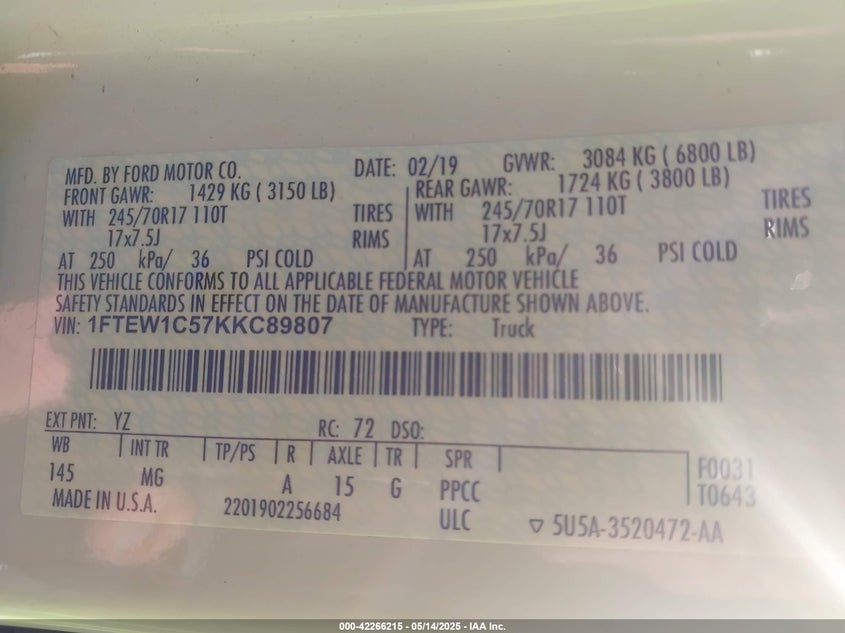 MFD. BY FORD MOTOR CO. DATE: 02/19 GVWR: 3084 KG ( 6800 LB)
FRONT GAWR: 1429 KG ( 3150 LB) REAR GAWR: 1724 KG ( 3800 LB)
WITH 245/70R17 110T TIRES WITH 245/70R17 110T TIRES
17x7.5J RIMS 17x7.5J RIMS
AT 250 kPa/ 36 PSI COLD AT 250 kPa/ 36 PSI COLD
THIS VEHICLE CONFORMS TO ALL APPLICABLE FEDERAL MOTOR VEHICLE
SAFETY STANDARDS IN EFFECT ON THE DATE OF MANUFACTURE SHOWN ABOVE.
VIN: 1FTEW1C57KKC89807 TYPE: Truck
EXT PNT: YZ RC: 72 DSO:
WB INT TR TP/PS R AXLE TR SPR
145 MG A 15 G PPCC F0031
MADE IN U.S.A. 2201902256684 ULC T0643
▽ 5U5A-3520472-AA
000-42266215 - 05/14/2025 - IAA Inc.